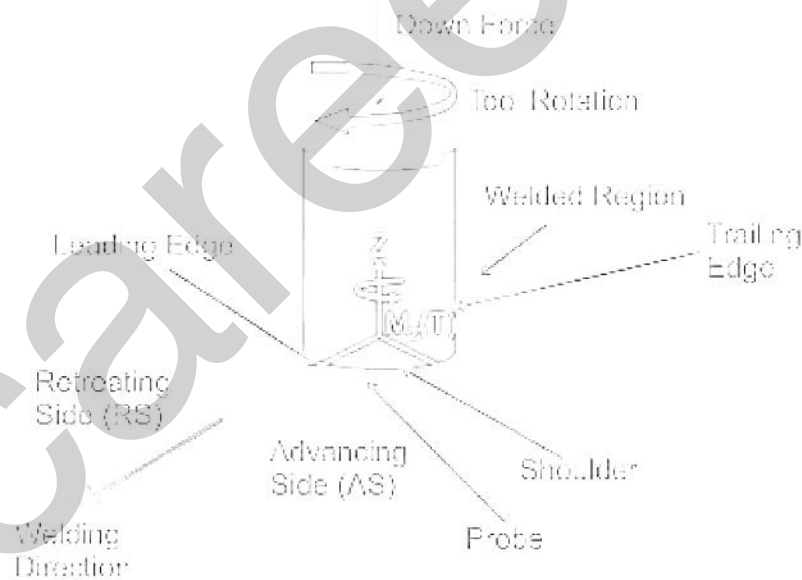 Down Force
Tool Rotation
Welded Region
Trailing
Edge
Leading Edge
Z
Retreating
Side (RS)
Advancing
Side (AS)
Shoulder
Probe
Welding
Direction